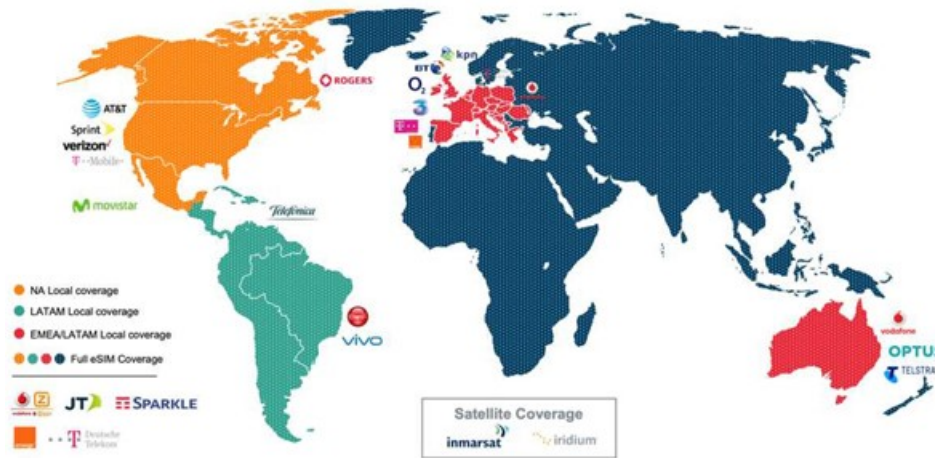 ROGERS
AT&T
Sprint
verizon
T··Mobile·
movistar
Telefónica
kpn
O2
3
T··
vodafone
OPTUS
TELSTRA
VIVO
NA Local coverage
LATAM Local coverage
EMEA/LATAM Local coverage
Full eSIM Coverage
JT
SPARKLE
Deutsche
Telekom
Satellite Coverage
inmarsat
iridium